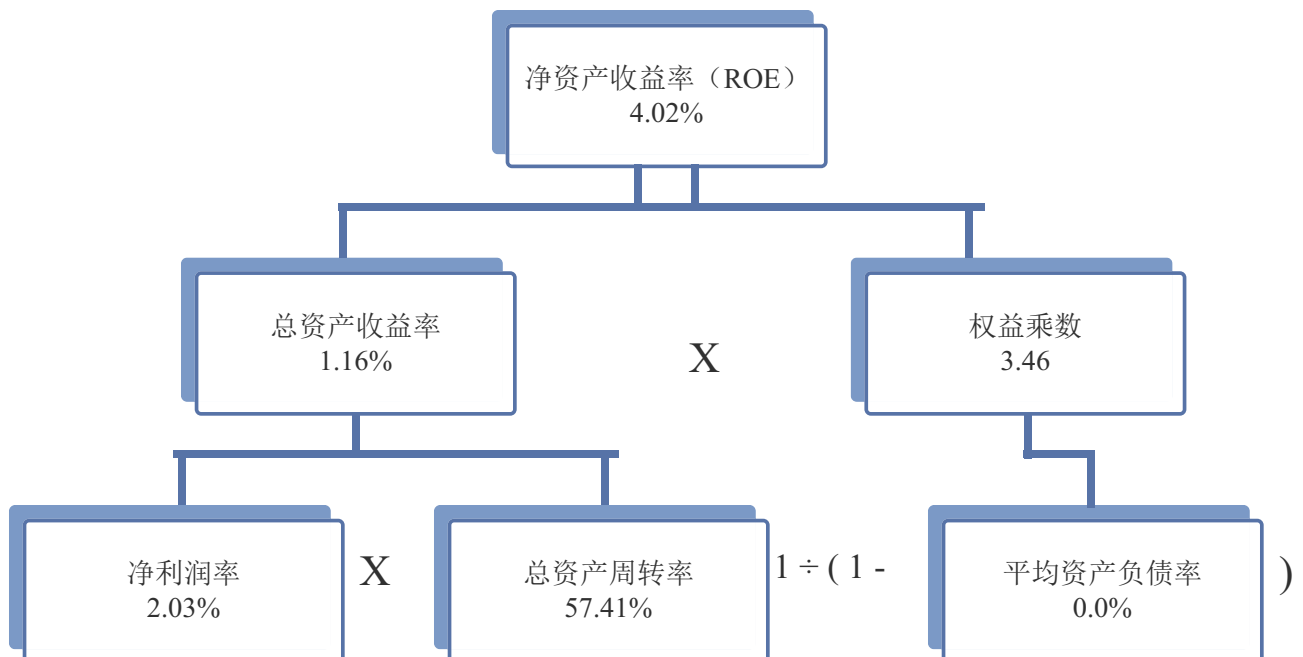 净资产收益率（ROE）
4.02%
总资产收益率
1.16%
X
权益乘数
3.46
净利润率
2.03%
X
总资产周转率
57.41%
1 ÷ ( 1 -
平均资产负债率
0.0%
)